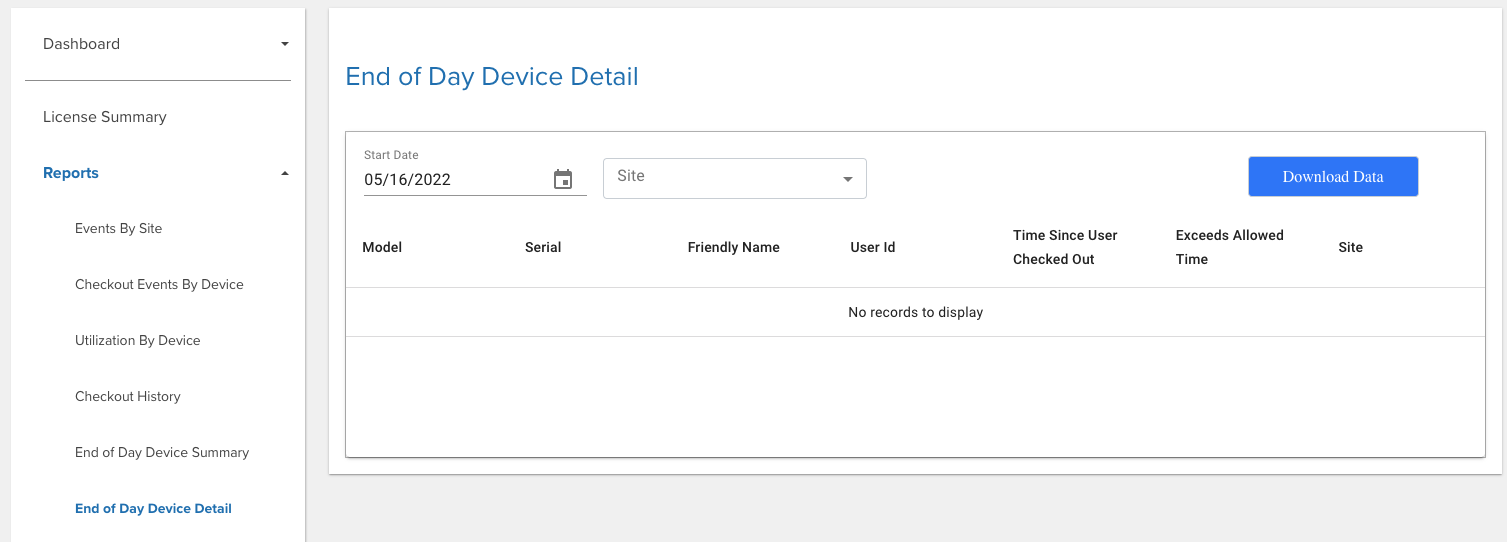 Dashboard
License Summary
Reports
Events By Site
Checkout Events By Device
Utilization By Device
Checkout History
End of Day Device Summary
End of Day Device Detail
End of Day Device Detail
Start Date
05/16/2022
Site
Download Data
Model
Serial
Friendly Name
User Id
Time Since User
Checked Out
Exceeds Allowed
Time
Site
No records to display